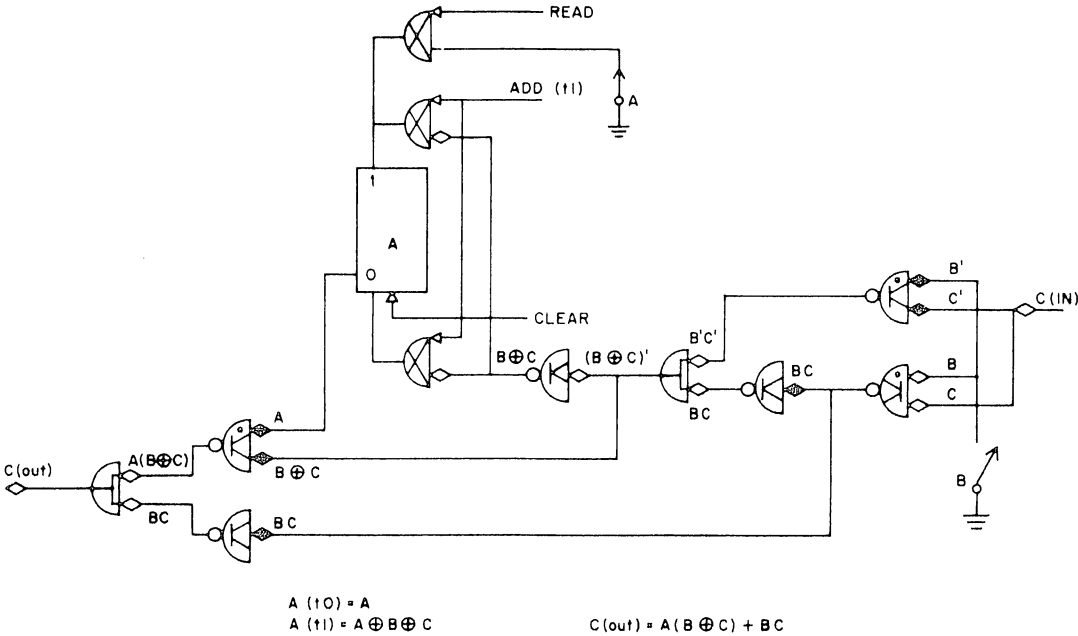 READ
ADD (t1)
A
1
A
0
CLEAR
B'
C'
C (IN)
B'C'
B⊕C
(B⊕C)'
BC
B
C
BC
A
A(B⊕C)
B⊕C
C(out)
BC
BC
B
A (t0) = A
A (t1) = A⊕B⊕C
C(out) = A(B⊕C) + BC